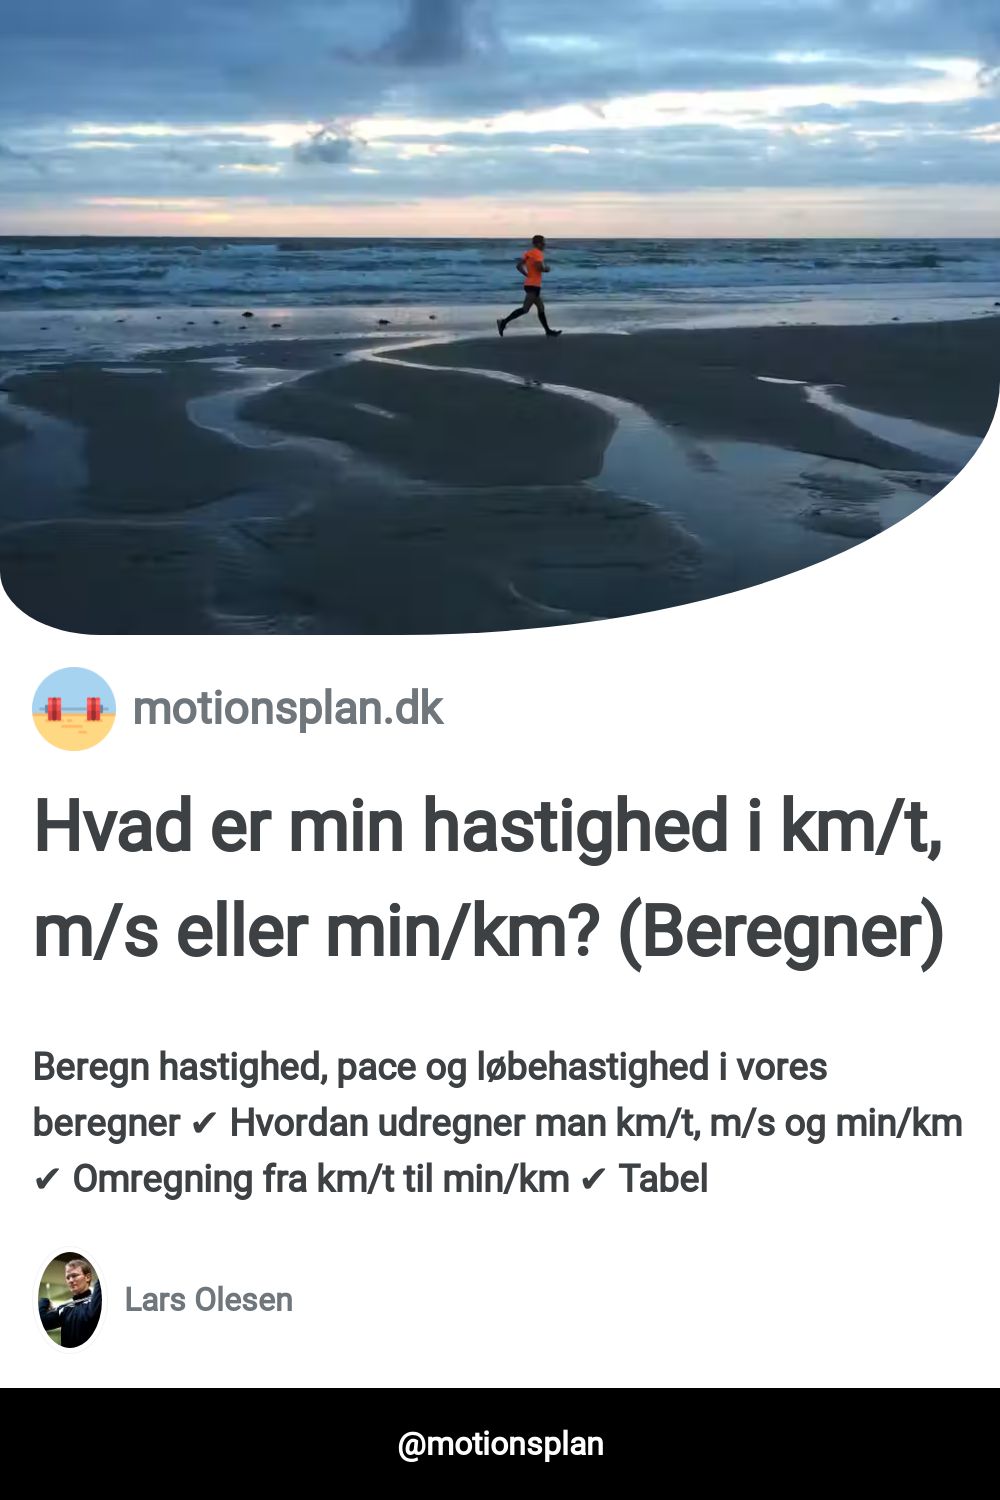 motionsplan.dk
Hvad er min hastighed i km/t,
m/s eller min/km? (Beregner)
Beregn hastighed, pace og løbehastighed i vores
beregner ✔ Hvordan udregner man km/t, m/s og min/km
✔ Omregning fra km/t til min/km ✔ Tabel
Lars Olesen
@motionsplan